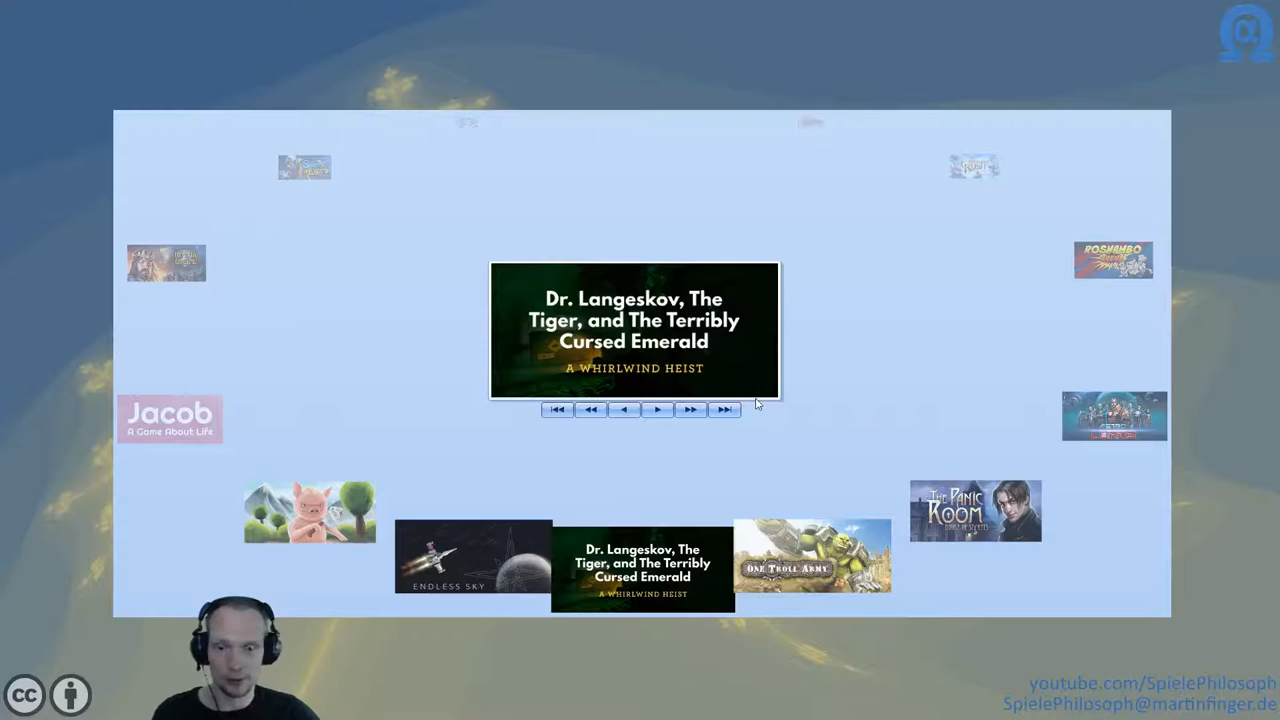 Dr. Langeskov, The
Tiger, and The Terribly
Cursed Emerald
A WHIRLWIND HEIST
ROSHAMBO
Jacob
A Game About Life
THE PANIC
ROOM
ENDLESS SKY
Dr. Langeskov, The
Tiger, and The Terribly
Cursed Emerald
A WHIRLWIND HEIST
ONE TROLL ARMY
cc
youtube.com/SpielePhilosoph
SpielePhilosoph@martinfinger.de